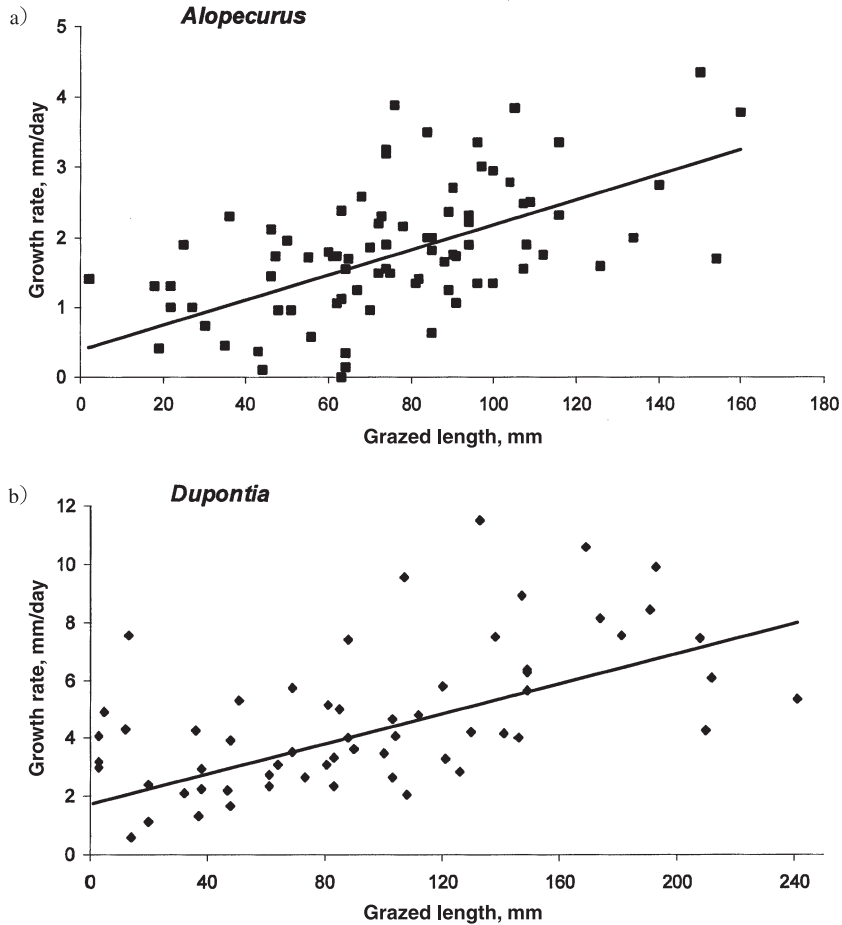 a)
Alopecurus
Growth rate, mm/day
5
4
3
2
1
0
0 20 40 60 80 100 120 140 160 180
Grazed length, mm
b)
Dupontia
Growth rate, mm/day
12
10
8
6
4
2
0
0 40 80 120 160 200 240
Grazed length, mm